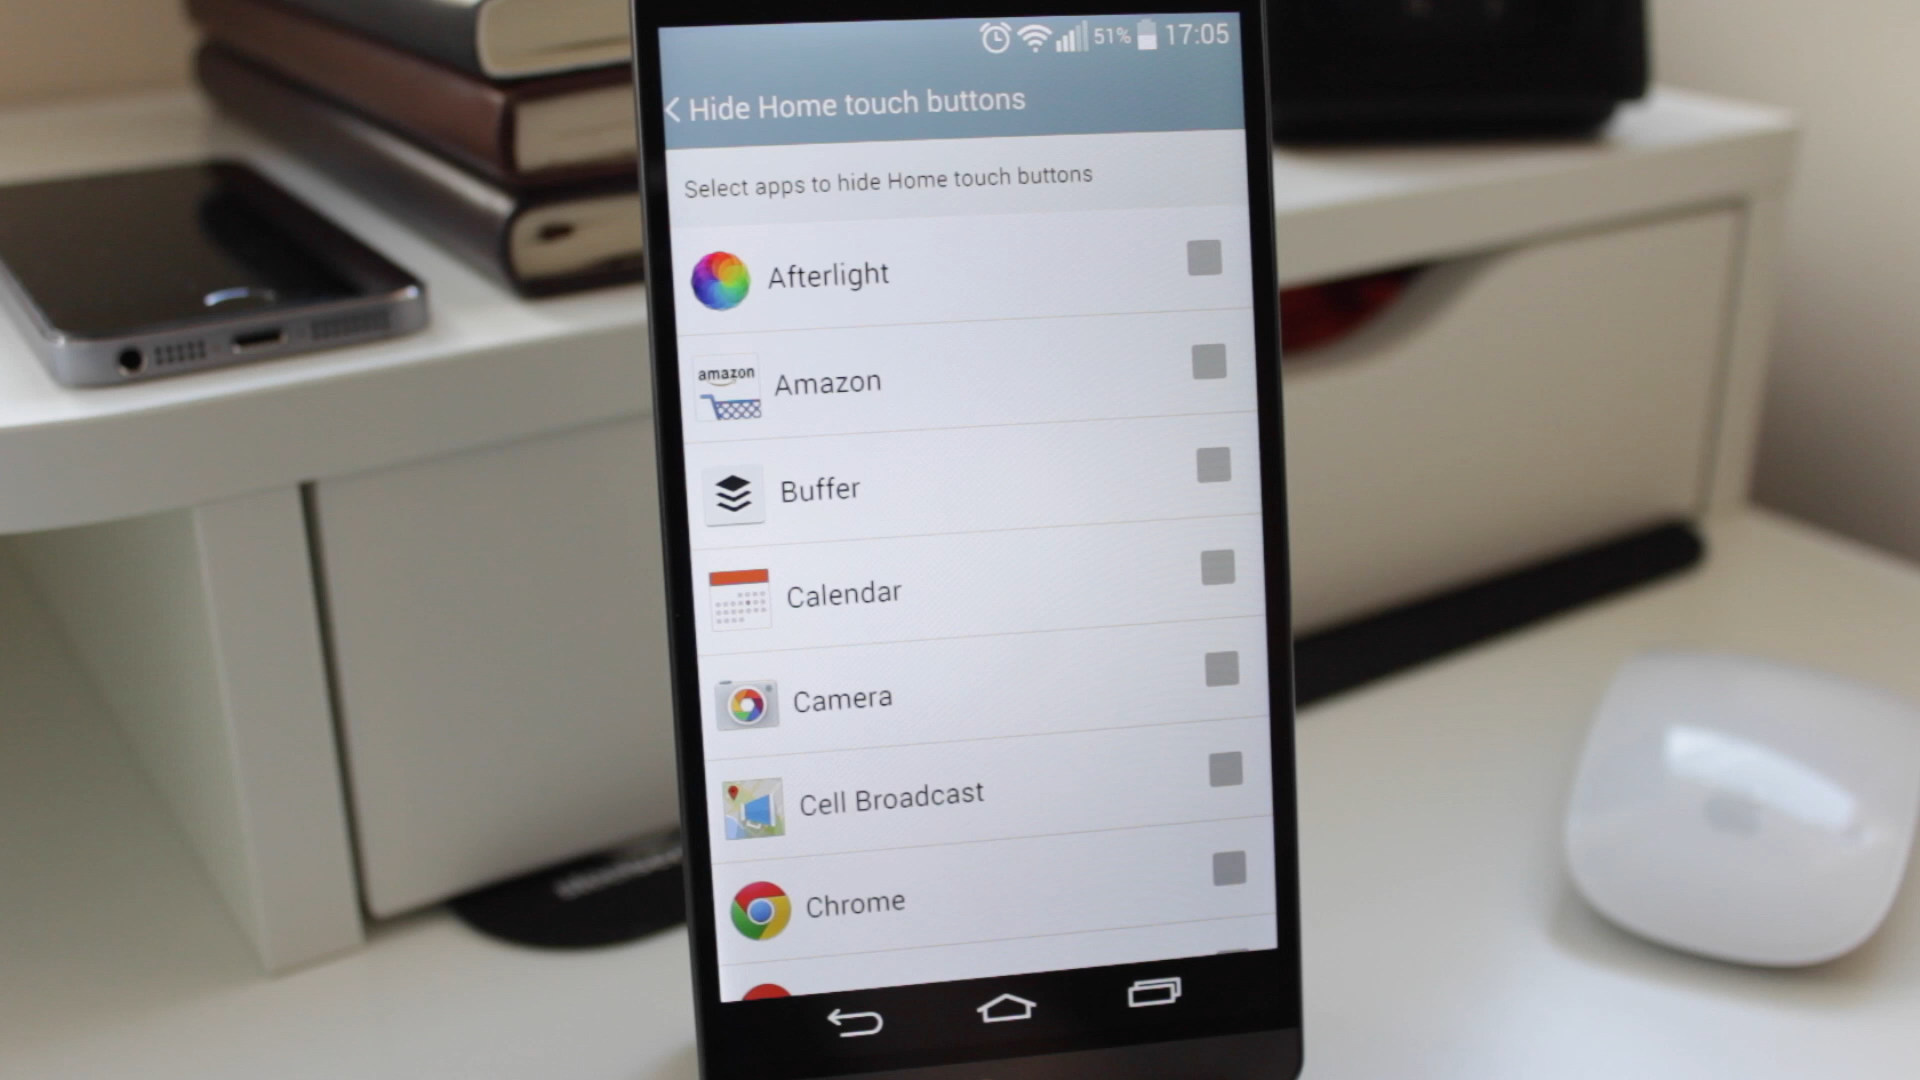 51% 17:05
Hide Home touch buttons
Select apps to hide Home touch buttons
Afterlight
amazon
Amazon
Buffer
Calendar
Camera
Cell Broadcast
Chrome